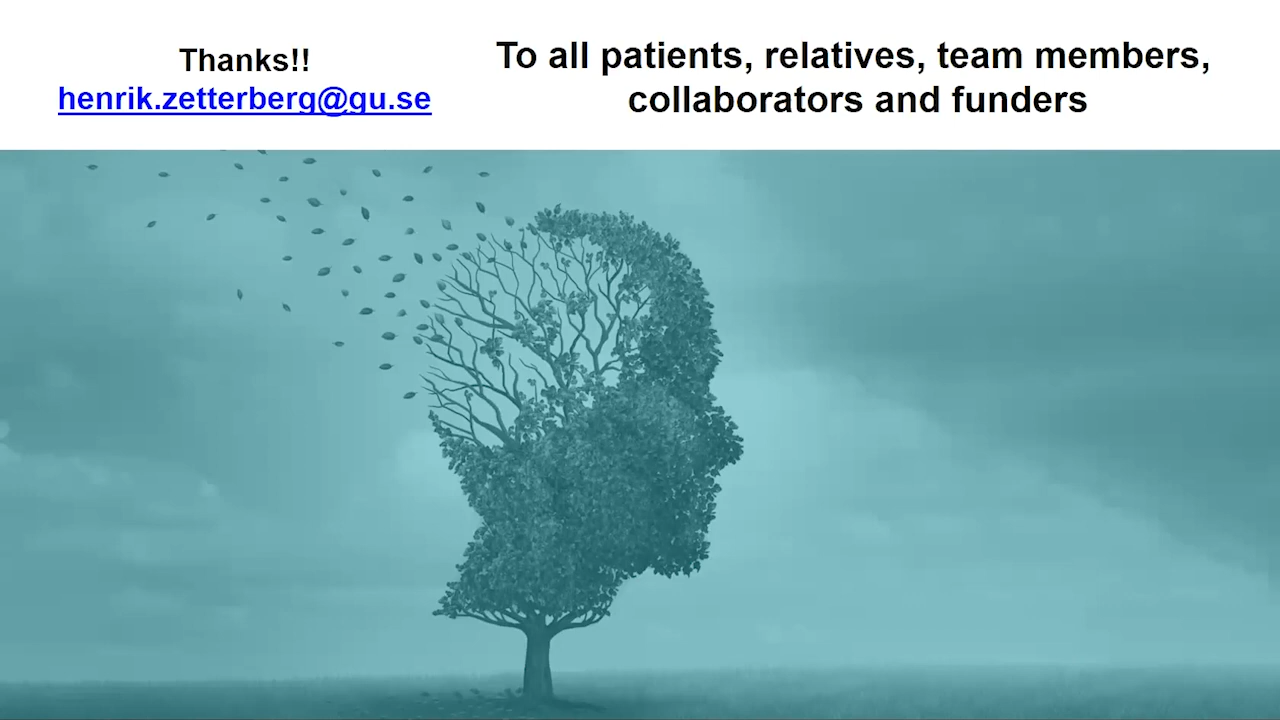 Thanks!!
henrik.zetterberg@gu.se
To all patients, relatives, team members,
collaborators and funders